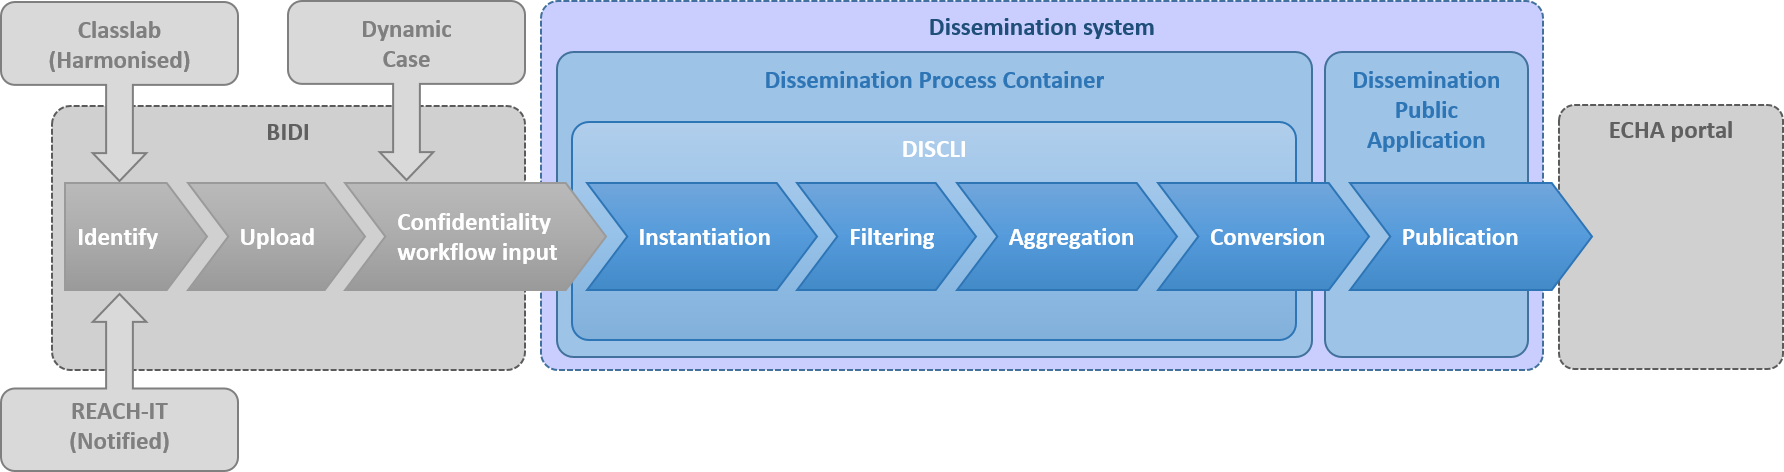 Classlab
(Harmonised)
Dynamic
Case
Dissemination system
Dissemination Process Container
Dissemination
Public
Application
BIDI
DISCLI
ECHA portal
Identify
Upload
Confidentiality
workflow input
Instantiation
Filtering
Aggregation
Conversion
Publication
REACH-IT
(Notified)